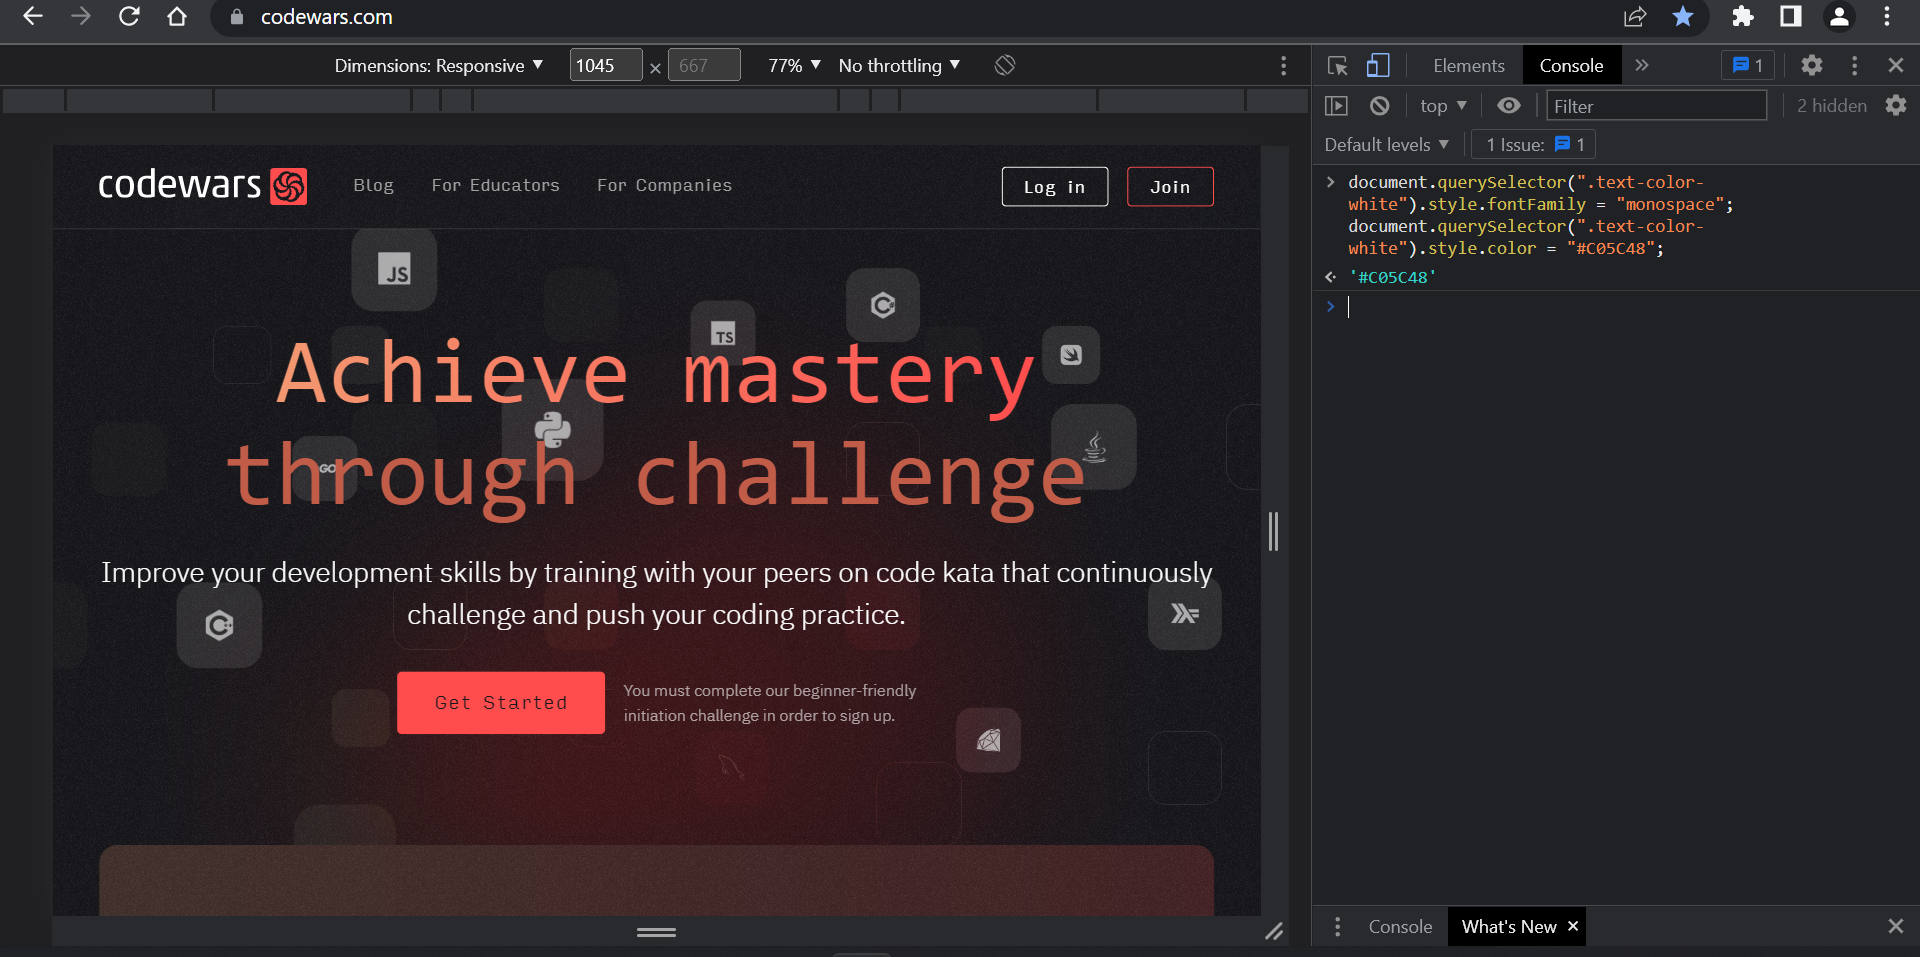 codewars.com
Dimensions: Responsive ▼ 1045 × 667 77% ▼ No throttling ▼
Elements Console » 1
top ▼ Filter 2 hidden
Default levels ▼ 1 Issue: 1
codewars Blog For Educators For Companies Log in Join
JS
TS
C#
Achieve mastery
GO
through challenge
Improve your development skills by training with your peers on code kata that continuously
challenge and push your coding practice.
C++
Get Started
You must complete our beginner-friendly
initiation challenge in order to sign up.
> document.querySelector(".text-color-
white").style.fontFamily = "monospace";
document.querySelector(".text-color-
white").style.color = "#C05C48";
'#C05C48'
>
Console What's New ×